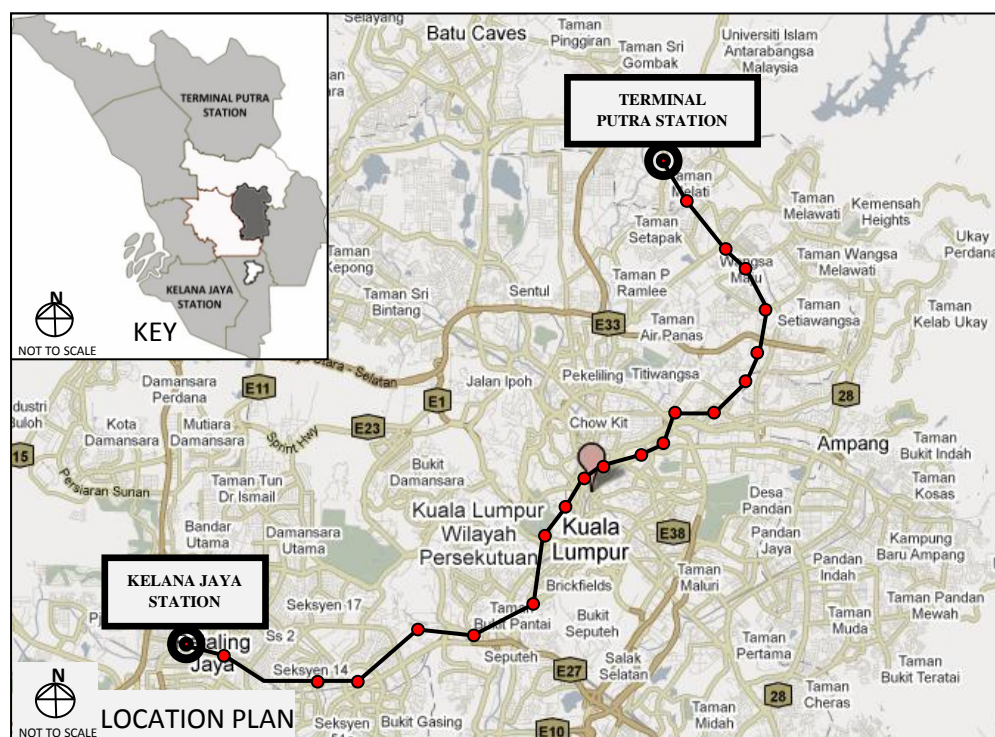 TERMINAL PUTRA
STATION
KELANA JAYA
STATION
N
NOT TO SCALE
KEY
Selayang
Batu Caves
Taman
Pinggiran
Taman Sri
Gombak
Universiti Islam
Antarabangsa
Malaysia
TERMINAL
PUTRA STATION
Taman
Melati
Taman
Melawati
Kemensah
Heights
Taman
Setapak
Ukay
Perdana
Taman
Kepong
Wangsa
Maju
Taman Wangsa
Melawati
Taman P
Ramlee
Taman Sri
Bintang
Sentul
E33
Taman
Air Panas
Taman
Setiawangsa
Taman
Kelab Ukay
Utara - Selatan
Damansara
Perdana
E11
Jalan Ipoh
Pekeliling
Titiwangsa
E1
28
Kota
Damansara
Mutiara
Damansara
Sprint Hwy
E23
Chow Kit
Ampang
Taman
Bukit Indah
15
Persiaran Surian
Taman Tun
Dr Ismail
Bukit
Damansara
Taman
Kosas
Desa
Pandan
Bandar
Utama
Damansara
Utama
Kuala Lumpur
Wilayah
Persekutuan
Kuala
Lumpur
E38
Pandan
Jaya
Kampung
Baru Ampang
Pandan
Indah
KELANA JAYA
STATION
Seksyen 17
Brickfields
Taman
Maluri
Taman Pandan
Mewah
Taman
Bukit Pantai
Bukit
Seputeh
Taman
Muda
Ss 2
Jaya
Seksyen 14
Seputeh
E27
Salak
Selatan
Taman
Pertama
Taman
Bukit Teratai
N
NOT TO SCALE
LOCATION PLAN
Seksyen
Bukit Gasing
E10
Taman
Midah
28
Taman
Cheras